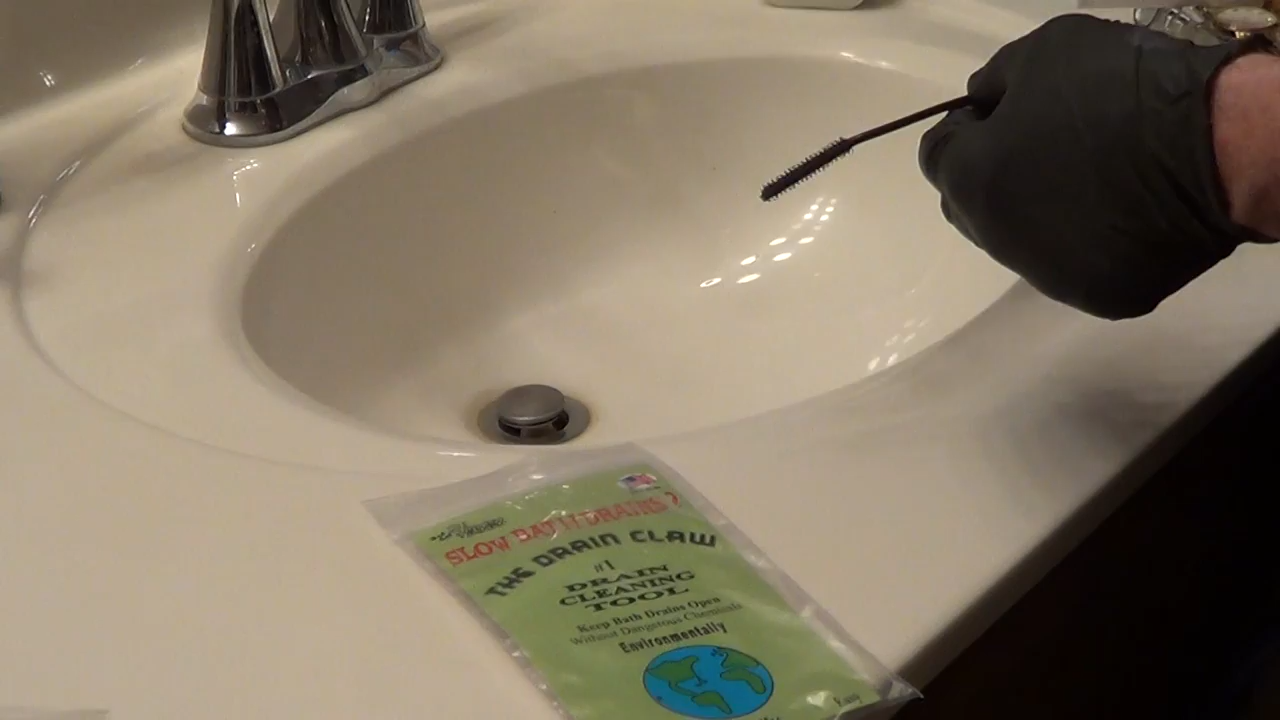 SLOW BATH DRAINS?
THE DRAIN CLAW
#1
DRAIN
CLEANING
TOOL
Keep Bath Drains Open
Without Dangerous Chemicals
Environmentally